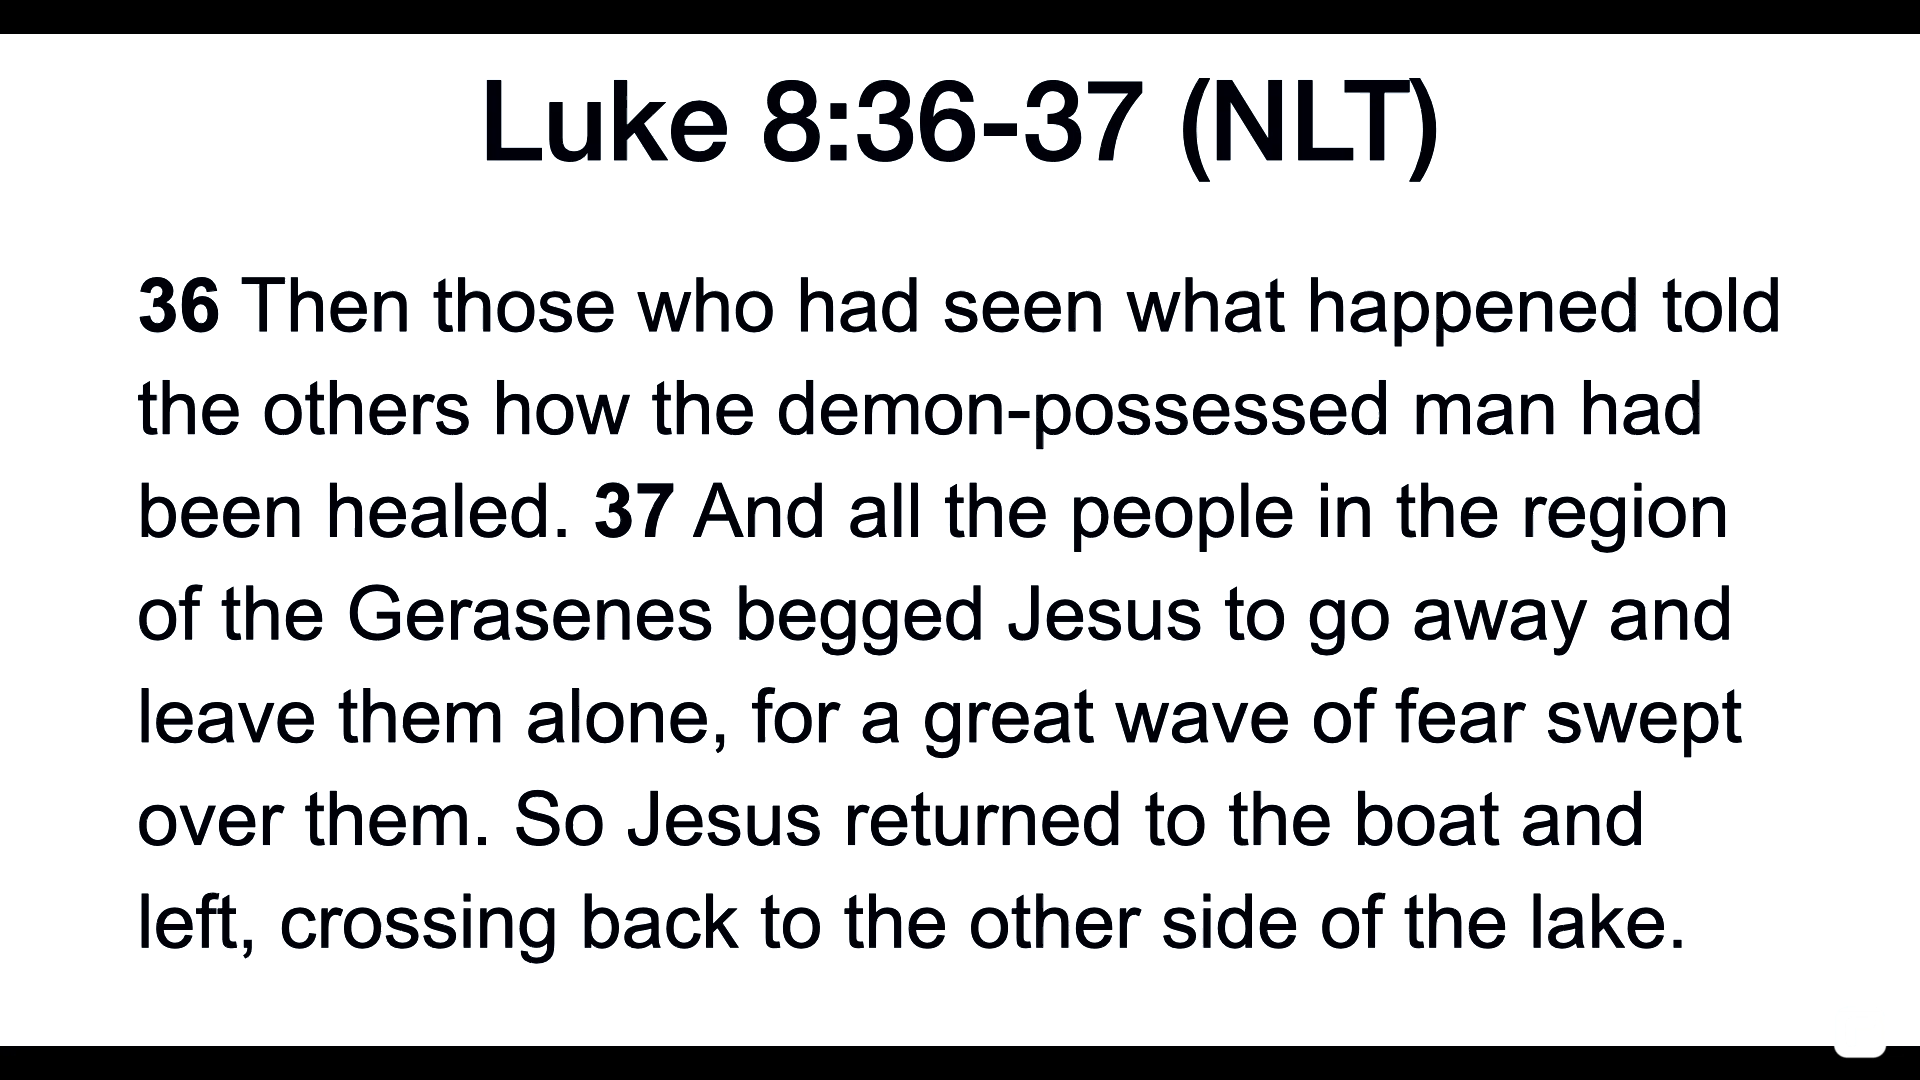 Luke 8:36-37 (NLT)
36 Then those who had seen what happened told
the others how the demon-possessed man had
been healed. 37 And all the people in the region
of the Gerasenes begged Jesus to go away and
leave them alone, for a great wave of fear swept
over them. So Jesus returned to the boat and
left, crossing back to the other side of the lake.